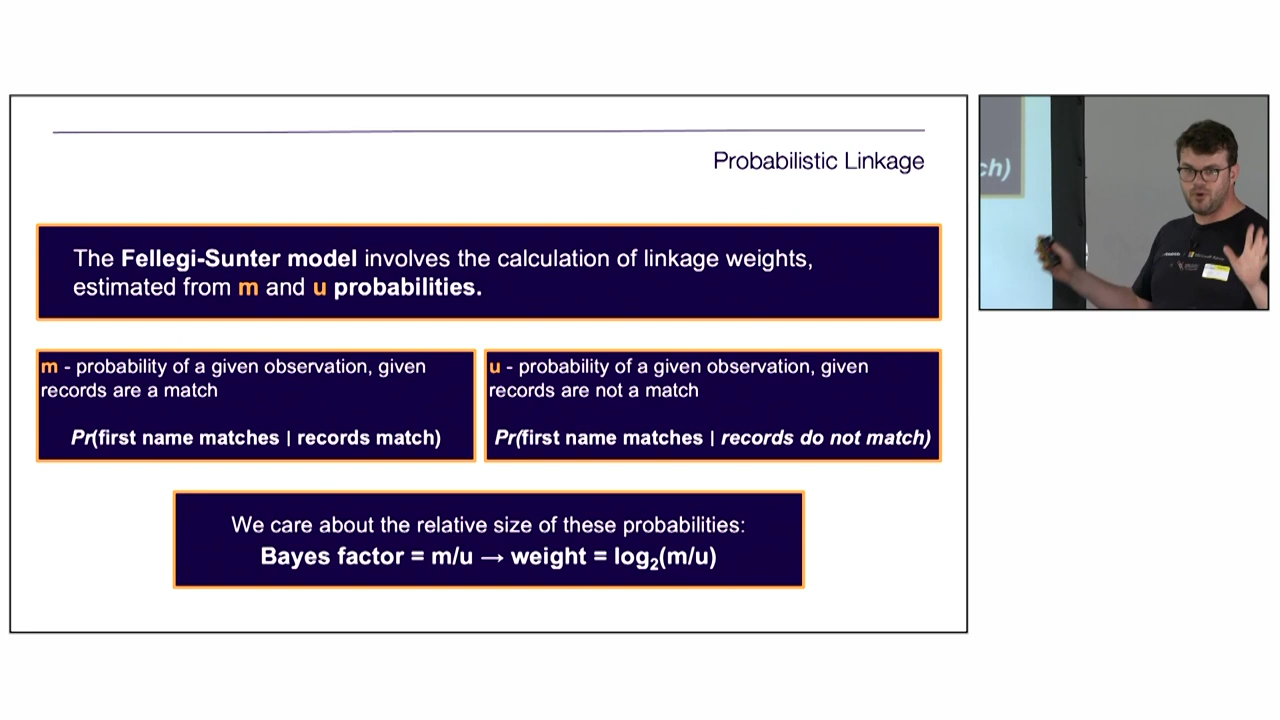 Probabilistic Linkage
The Fellegi-Sunter model involves the calculation of linkage weights,
estimated from m and u probabilities.
m - probability of a given observation, given
records are a match
Pr(first name matches | records match)
u - probability of a given observation, given
records are not a match
Pr(first name matches | records do not match)
We care about the relative size of these probabilities:
Bayes factor = m/u → weight = log₂(m/u)
ch)